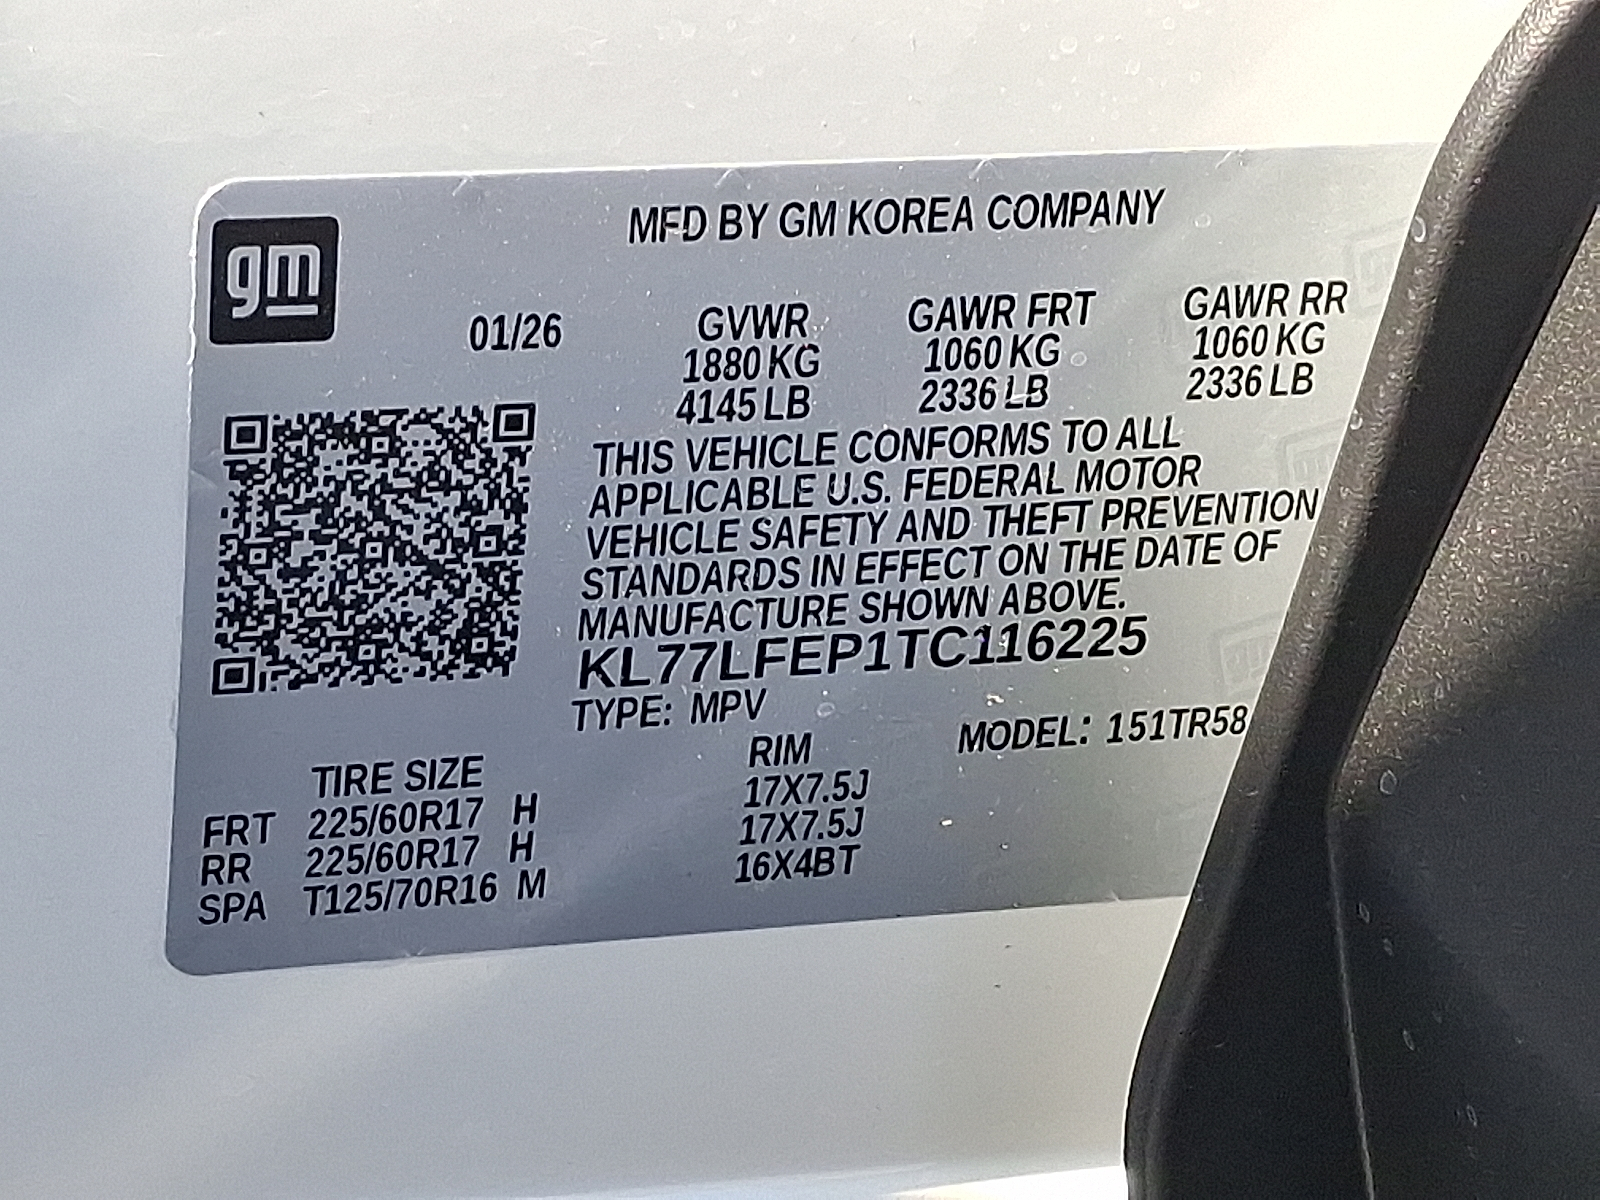 gm
MFD BY GM KOREA COMPANY
01/26 GVWR GAWR FRT GAWR RR
1880 KG 1060 KG 1060 KG
4145 LB 2336 LB 2336 LB
THIS VEHICLE CONFORMS TO ALL
APPLICABLE U.S. FEDERAL MOTOR
VEHICLE SAFETY AND THEFT PREVENTION
STANDARDS IN EFFECT ON THE DATE OF
MANUFACTURE SHOWN ABOVE.
KL77LFEP1TC116225
TYPE: MPV MODEL: 151TR58
TIRE SIZE RIM
FRT 225/60R17 H 17X7.5J
RR 225/60R17 H 17X7.5J
SPA T125/70R16 M 16X4BT